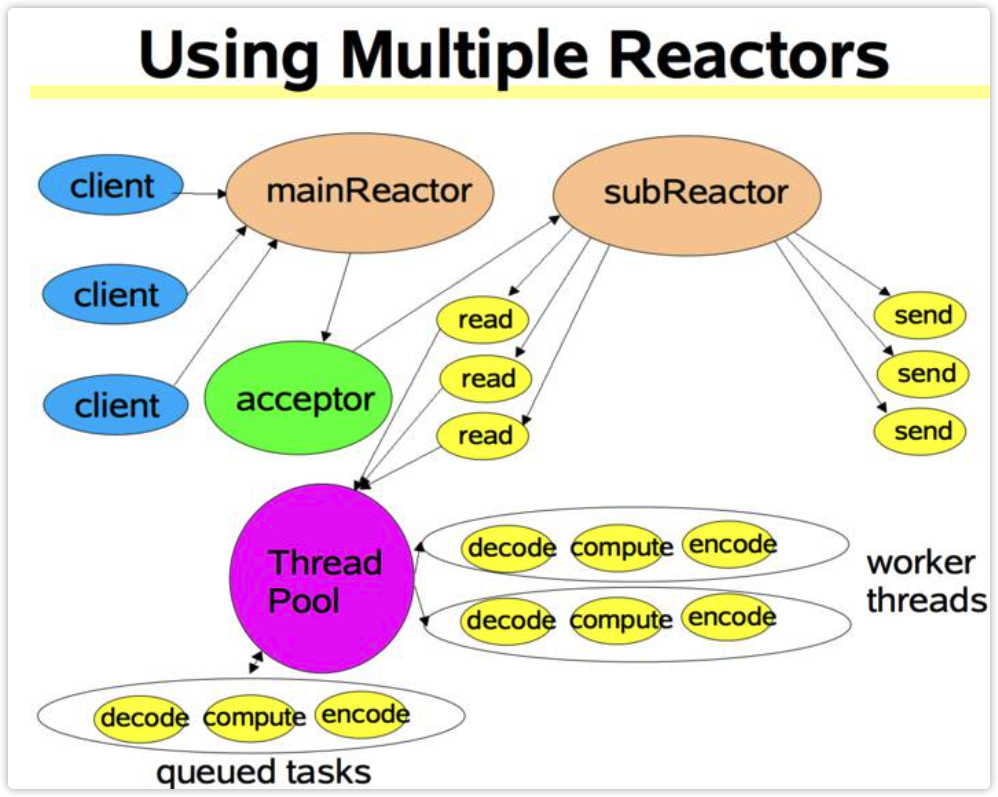 Using Multiple Reactors
client
mainReactor
subReactor
client
read
send
client
acceptor
read
send
read
send
Thread
Pool
decode compute encode
decode compute encode
worker
threads
decode compute encode
queued tasks